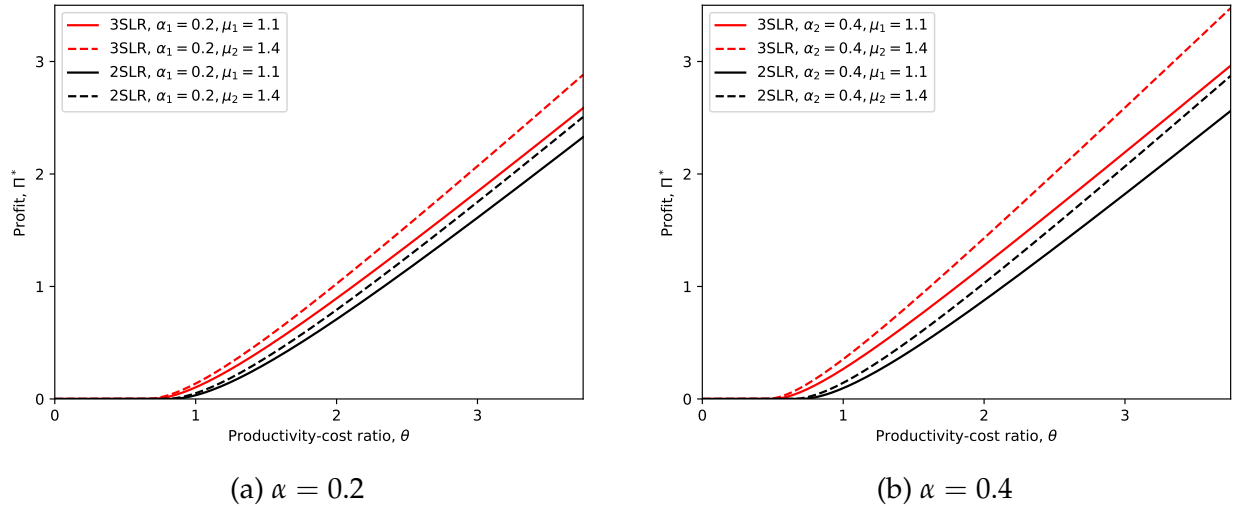 3SLR, α₁ = 0.2, μ₁ = 1.1
3SLR, α₁ = 0.2, μ₂ = 1.4
2SLR, α₁ = 0.2, μ₁ = 1.1
2SLR, α₁ = 0.2, μ₂ = 1.4
3
2
1
0
Profit, Π*
0 1 2 3
Productivity-cost ratio, θ
(a) α = 0.2
3SLR, α₂ = 0.4, μ₁ = 1.1
3SLR, α₂ = 0.4, μ₂ = 1.4
2SLR, α₂ = 0.4, μ₁ = 1.1
2SLR, α₂ = 0.4, μ₂ = 1.4
3
2
1
0
Profit, Π*
0 1 2 3
Productivity-cost ratio, θ
(b) α = 0.4